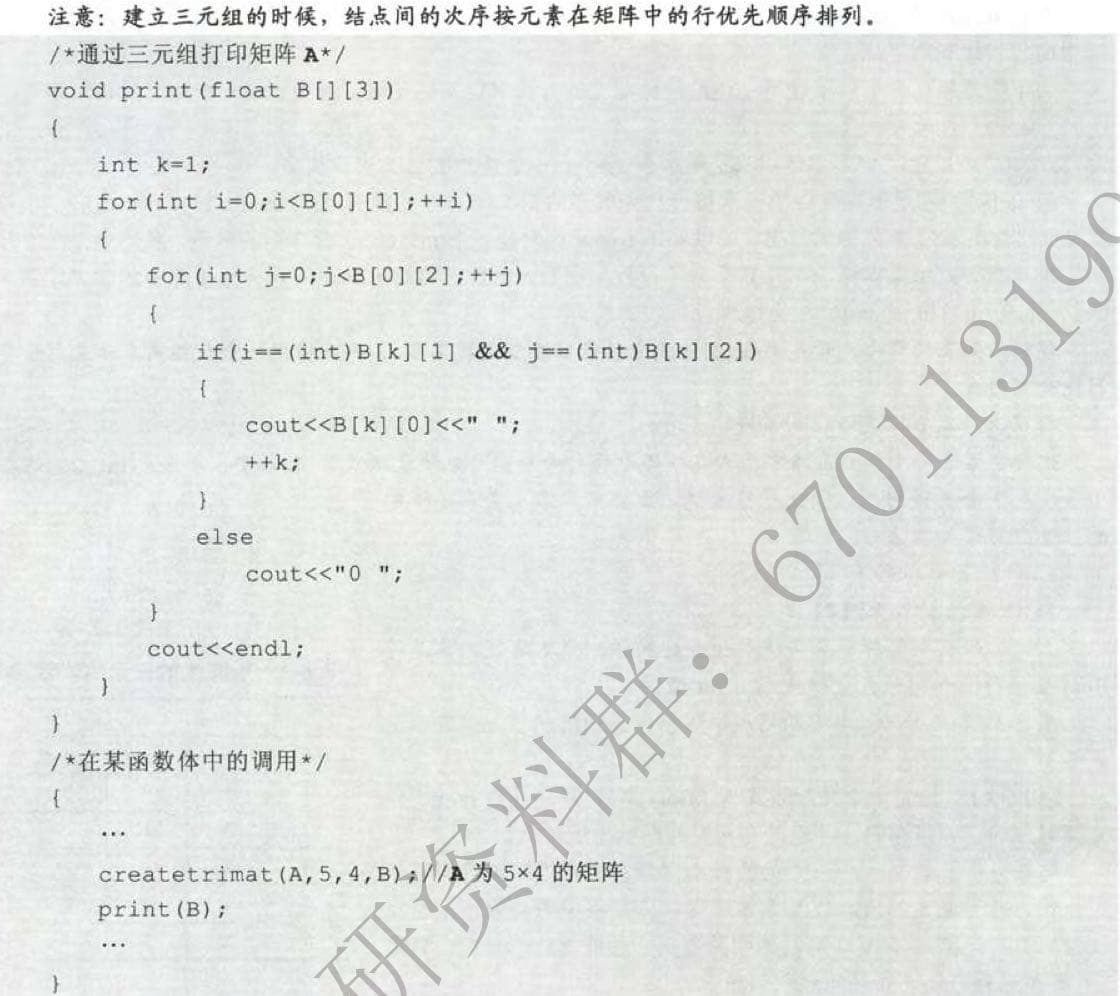 注意：建立三元组的时候，结点间的次序按元素在矩阵中的行优先顺序排列。
/*通过三元组打印矩阵 A*/
void print(float B[][3])
{
    int k=1;
    for(int i=0;i<B[0][1];++i)
    {
        for(int j=0;j<B[0][2];++j)
        {
            if(i==(int)B[k][1] && j==(int)B[k][2])
            {
                cout<<B[k][0]<<" ";
                ++k;
            }
            else
                cout<<"0 ";
        }
        cout<<endl;
    }
}
/*在某函数体中的调用*/
{
    …
    createtrimat(A,5,4,B);//A 为 5×4 的矩阵
    print(B);
    …
}
研资料群：67011319